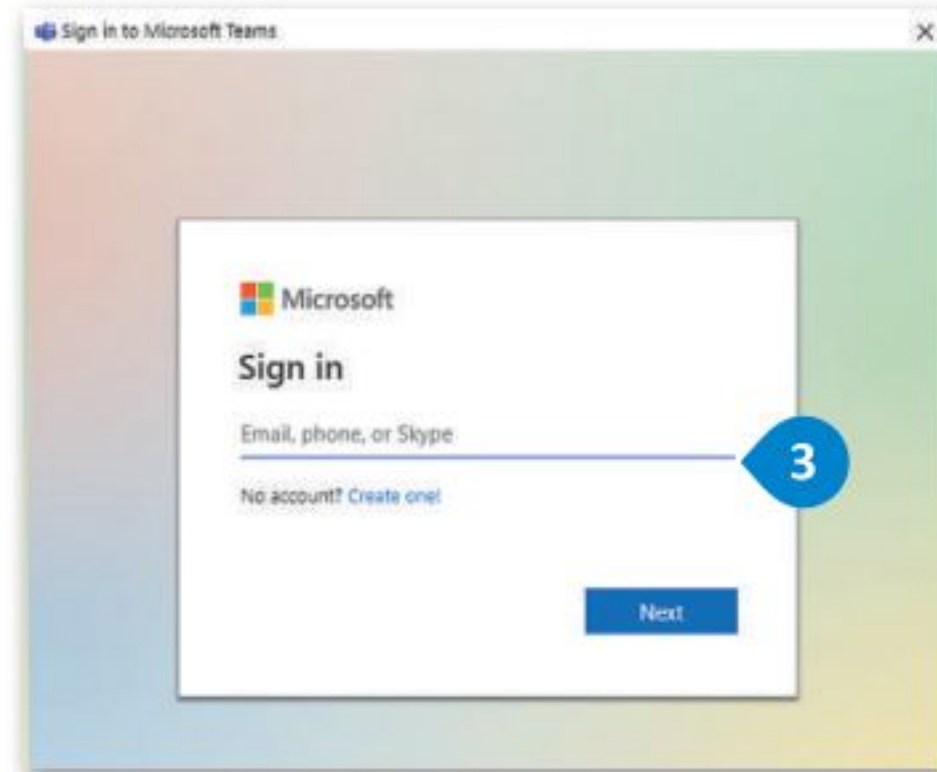 Sign in to Microsoft Teams
Microsoft
Sign in
Email, phone, or Skype
3
No account? Create one!
Next